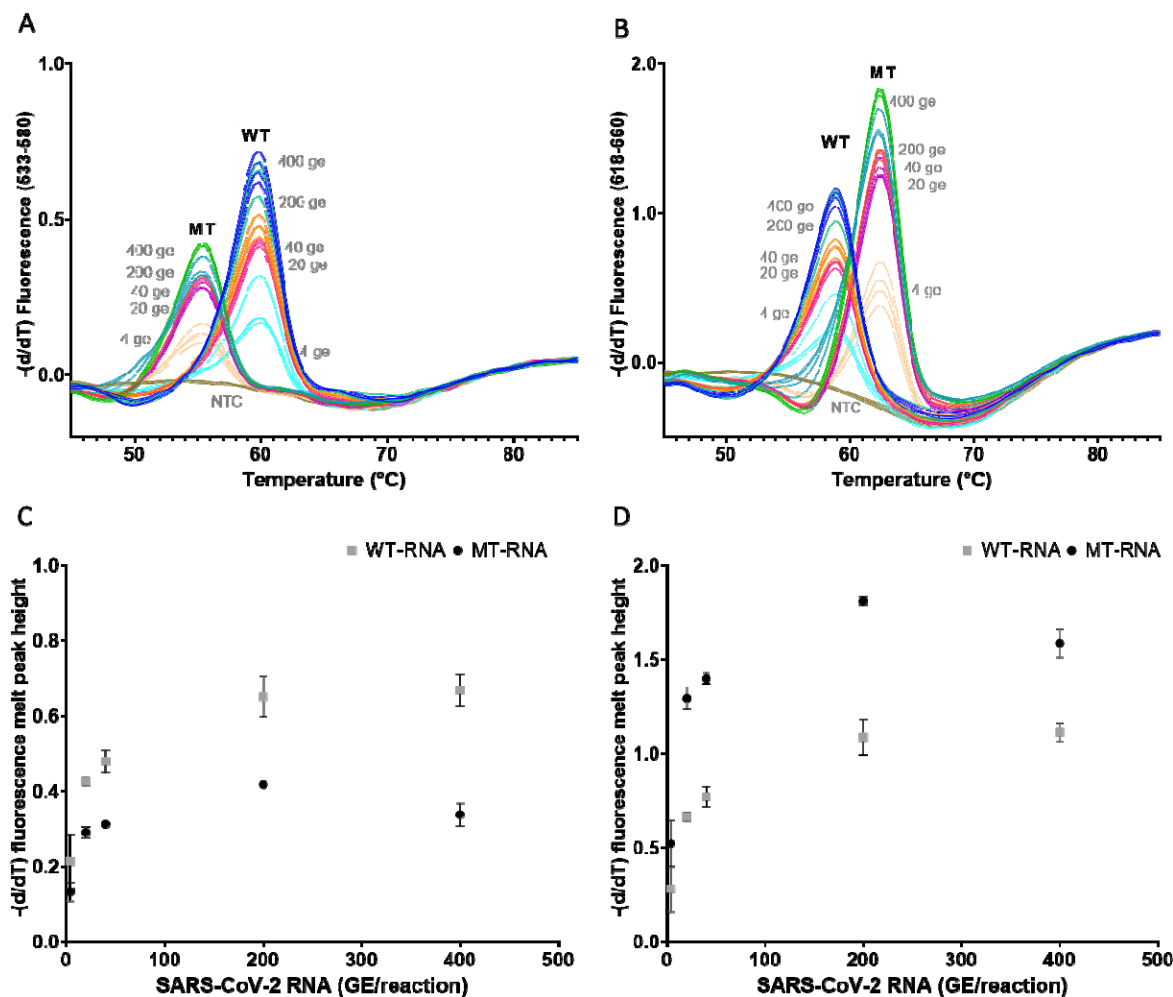 A
-(d/dT) Fluorescence (533-580)
1.0
0.5
0.0
WT
400 ge
200 ge
40 ge
20 ge
4 ge
MT
400 ge
200 ge
40 ge
20 ge
4 ge
NTC
50 60 70 80
Temperature (°C)
B
-(d/dT) Fluorescence (618-660)
2.0
1.0
0.0
MT
400 ge
200 ge
40 ge
20 ge
4 ge
WT
400 ge
200 ge
40 ge
20 ge
4 ge
NTC
50 60 70 80
Temperature (°C)
C
WT-RNA MT-RNA
-(d/dT) fluorescence melt peak height
1.0
0.8
0.6
0.4
0.2
0.0
0 100 200 300 400 500
SARS-CoV-2 RNA (GE/reaction)
D
WT-RNA MT-RNA
-(d/dT) fluorescence melt peak height
2.0
1.5
1.0
0.5
0.0
0 100 200 300 400 500
SARS-CoV-2 RNA (GE/reaction)